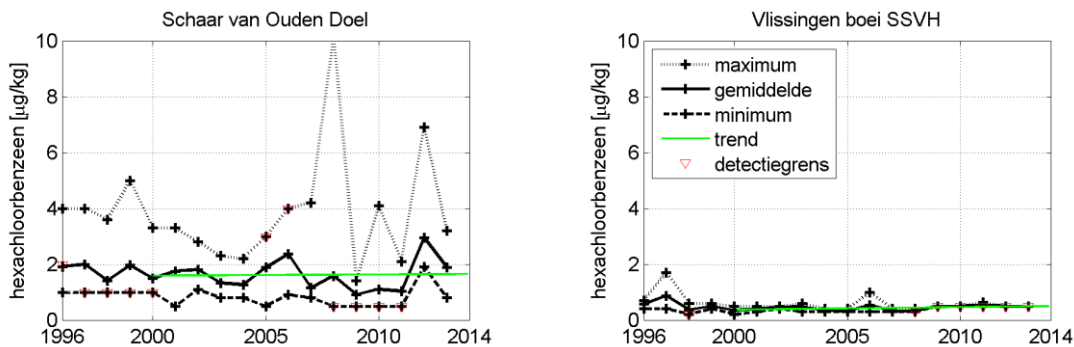 Schaar van Ouden Doel
hexachloorbenzeen [µg/kg]
10
8
6
4
2
0
1996
2000
2005
2010
2014
Vlissingen boei SSVH
hexachloorbenzeen [µg/kg]
10
8
6
4
2
0
1996
2000
2005
2010
2014
maximum
gemiddelde
minimum
trend
detectiegrens